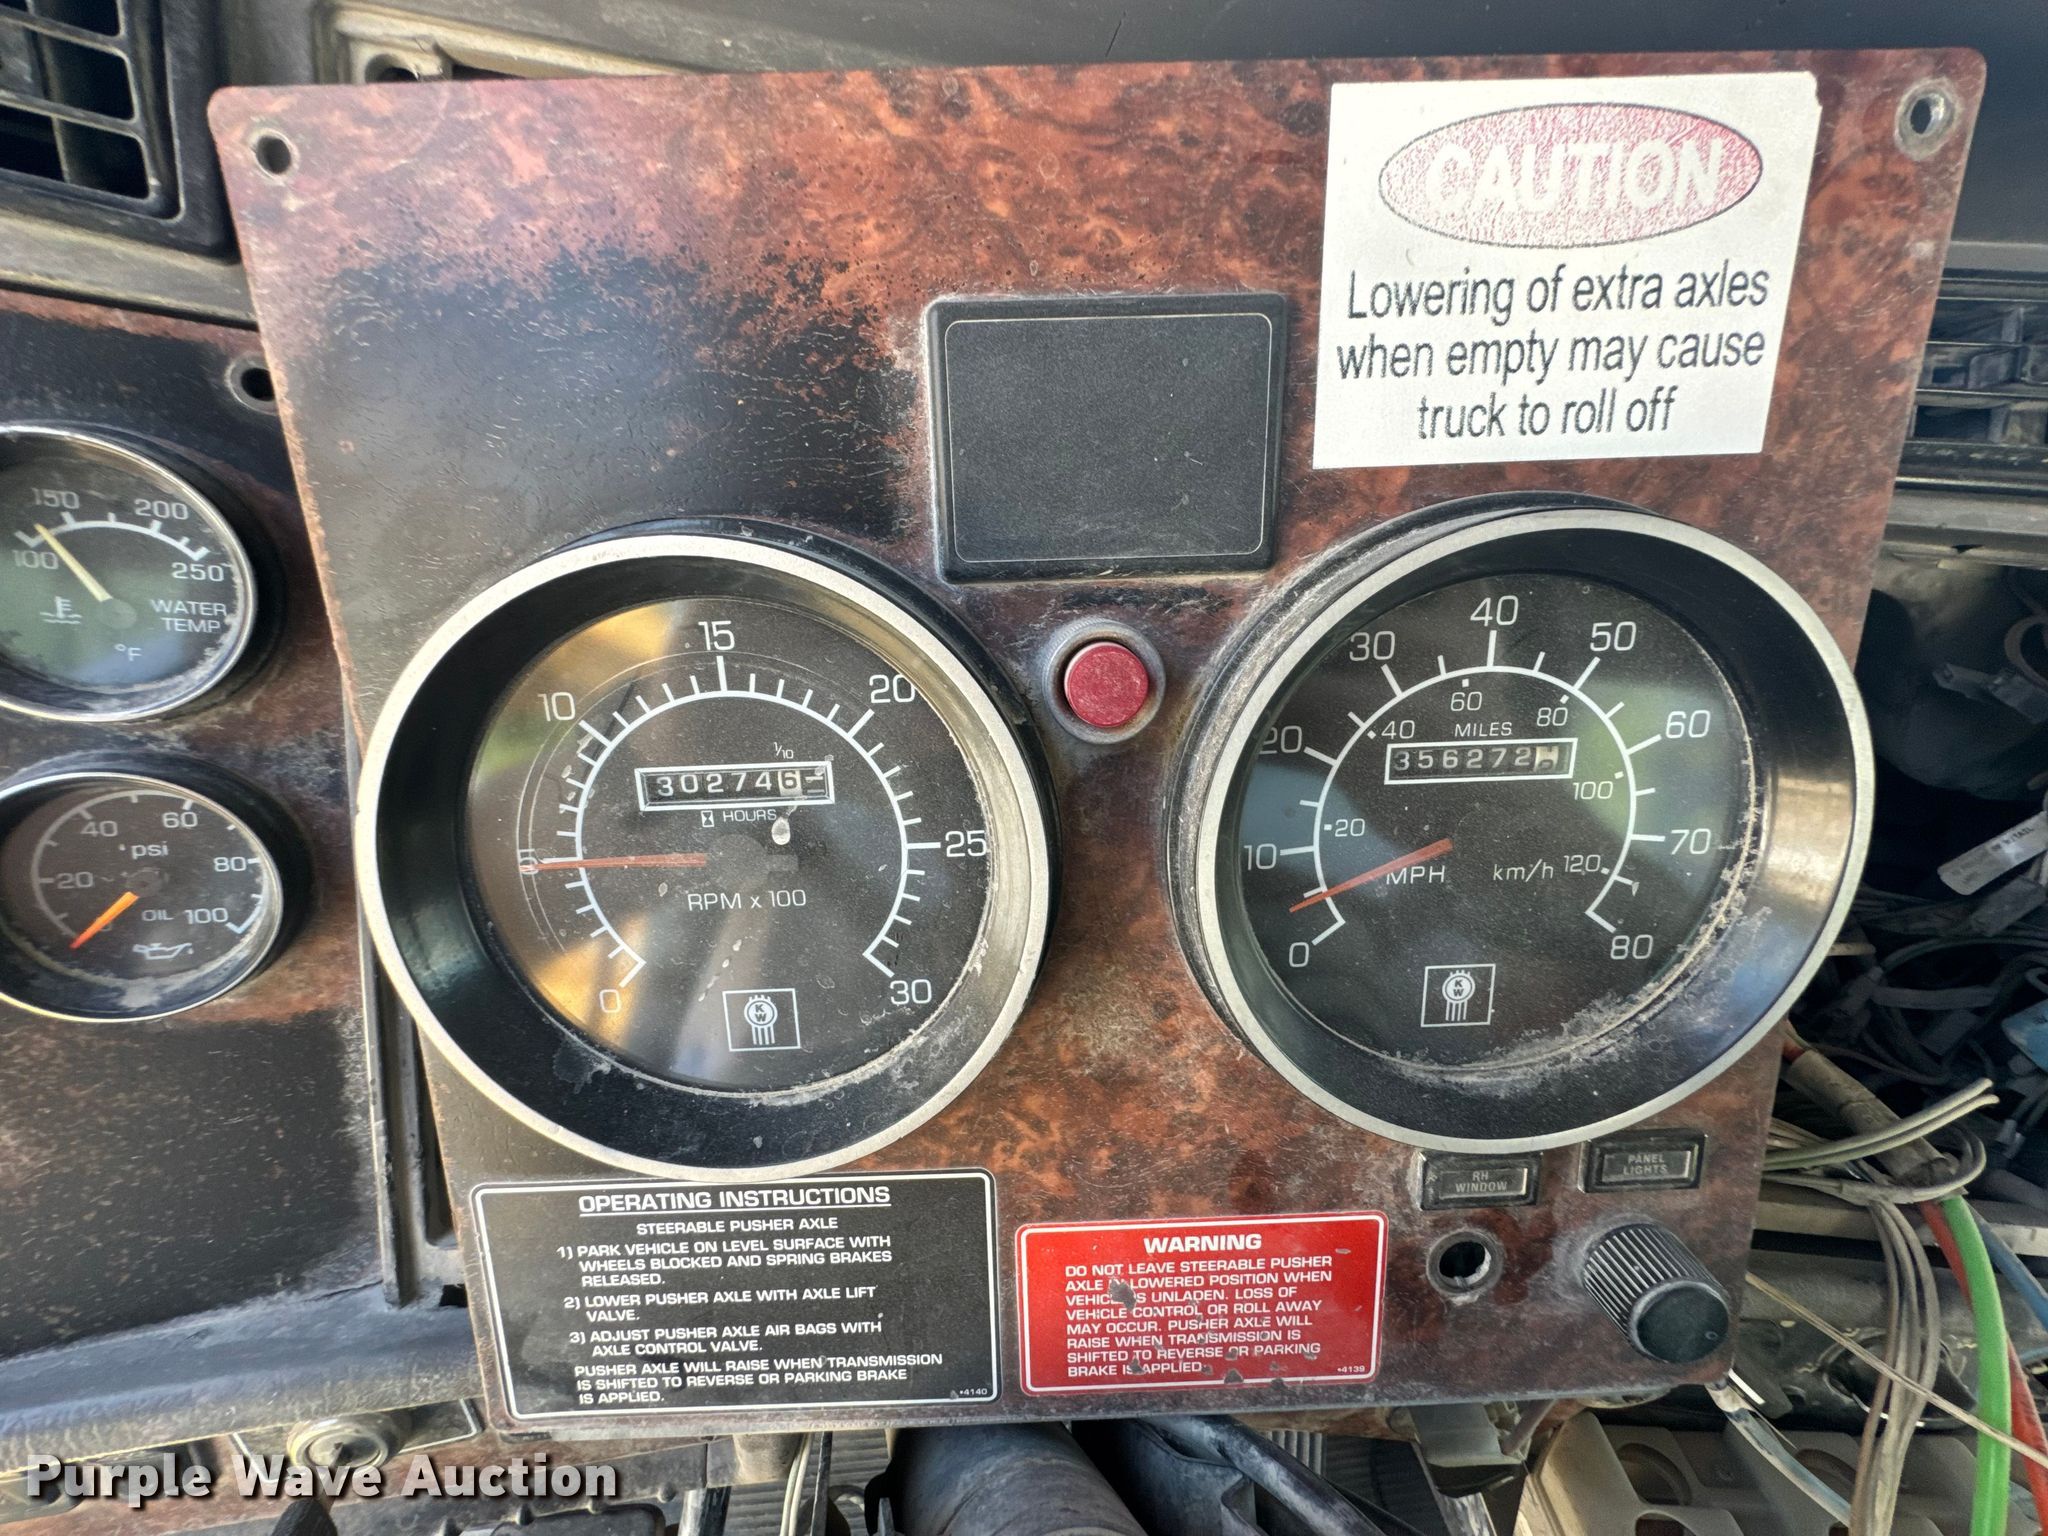 CAUTION
Lowering of extra axles
when empty may cause
truck to roll off
150
200
100
250
WATER
TEMP
°F
40
60
psi
20
80
OIL
100
15
10
20
1/10
302746
HOURS
5
25
RPM x 100
0
30
KW
40
30
50
60
20
40
MILES
80
60
356272
100
20
10
70
MPH
km/h
120
0
80
KW
RH
WINDOW
PANEL
LIGHTS
OPERATING INSTRUCTIONS
STEERABLE PUSHER AXLE
1) PARK VEHICLE ON LEVEL SURFACE WITH
WHEELS BLOCKED AND SPRING BRAKES
RELEASED.
2) LOWER PUSHER AXLE WITH AXLE LIFT
VALVE.
3) ADJUST PUSHER AXLE AIR BAGS WITH
AXLE CONTROL VALVE.
PUSHER AXLE WILL RAISE WHEN TRANSMISSION
IS SHIFTED TO REVERSE OR PARKING BRAKE
IS APPLIED.
•4140
WARNING
DO NOT LEAVE STEERABLE PUSHER
AXLE IN LOWERED POSITION WHEN
VEHICLE IS UNLADEN. LOSS OF
VEHICLE CONTROL OR ROLL AWAY
MAY OCCUR. PUSHER AXLE WILL
RAISE WHEN TRANSMISSION IS
SHIFTED TO REVERSE OR PARKING
BRAKE IS APPLIED.
•4139
Purple Wave Auction